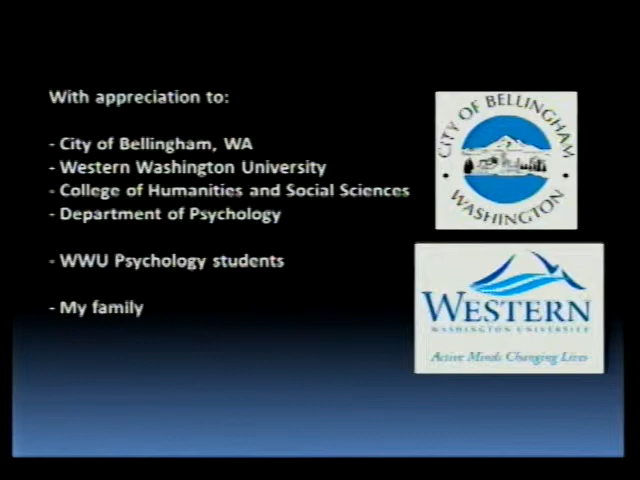 With appreciation to:
- City of Bellingham, WA
- Western Washington University
- College of Humanities and Social Sciences
- Department of Psychology
- WWU Psychology students
- My family
CITY OF BELLINGHAM
WASHINGTON
WESTERN
WASHINGTON UNIVERSITY
Active Minds Changing Lives